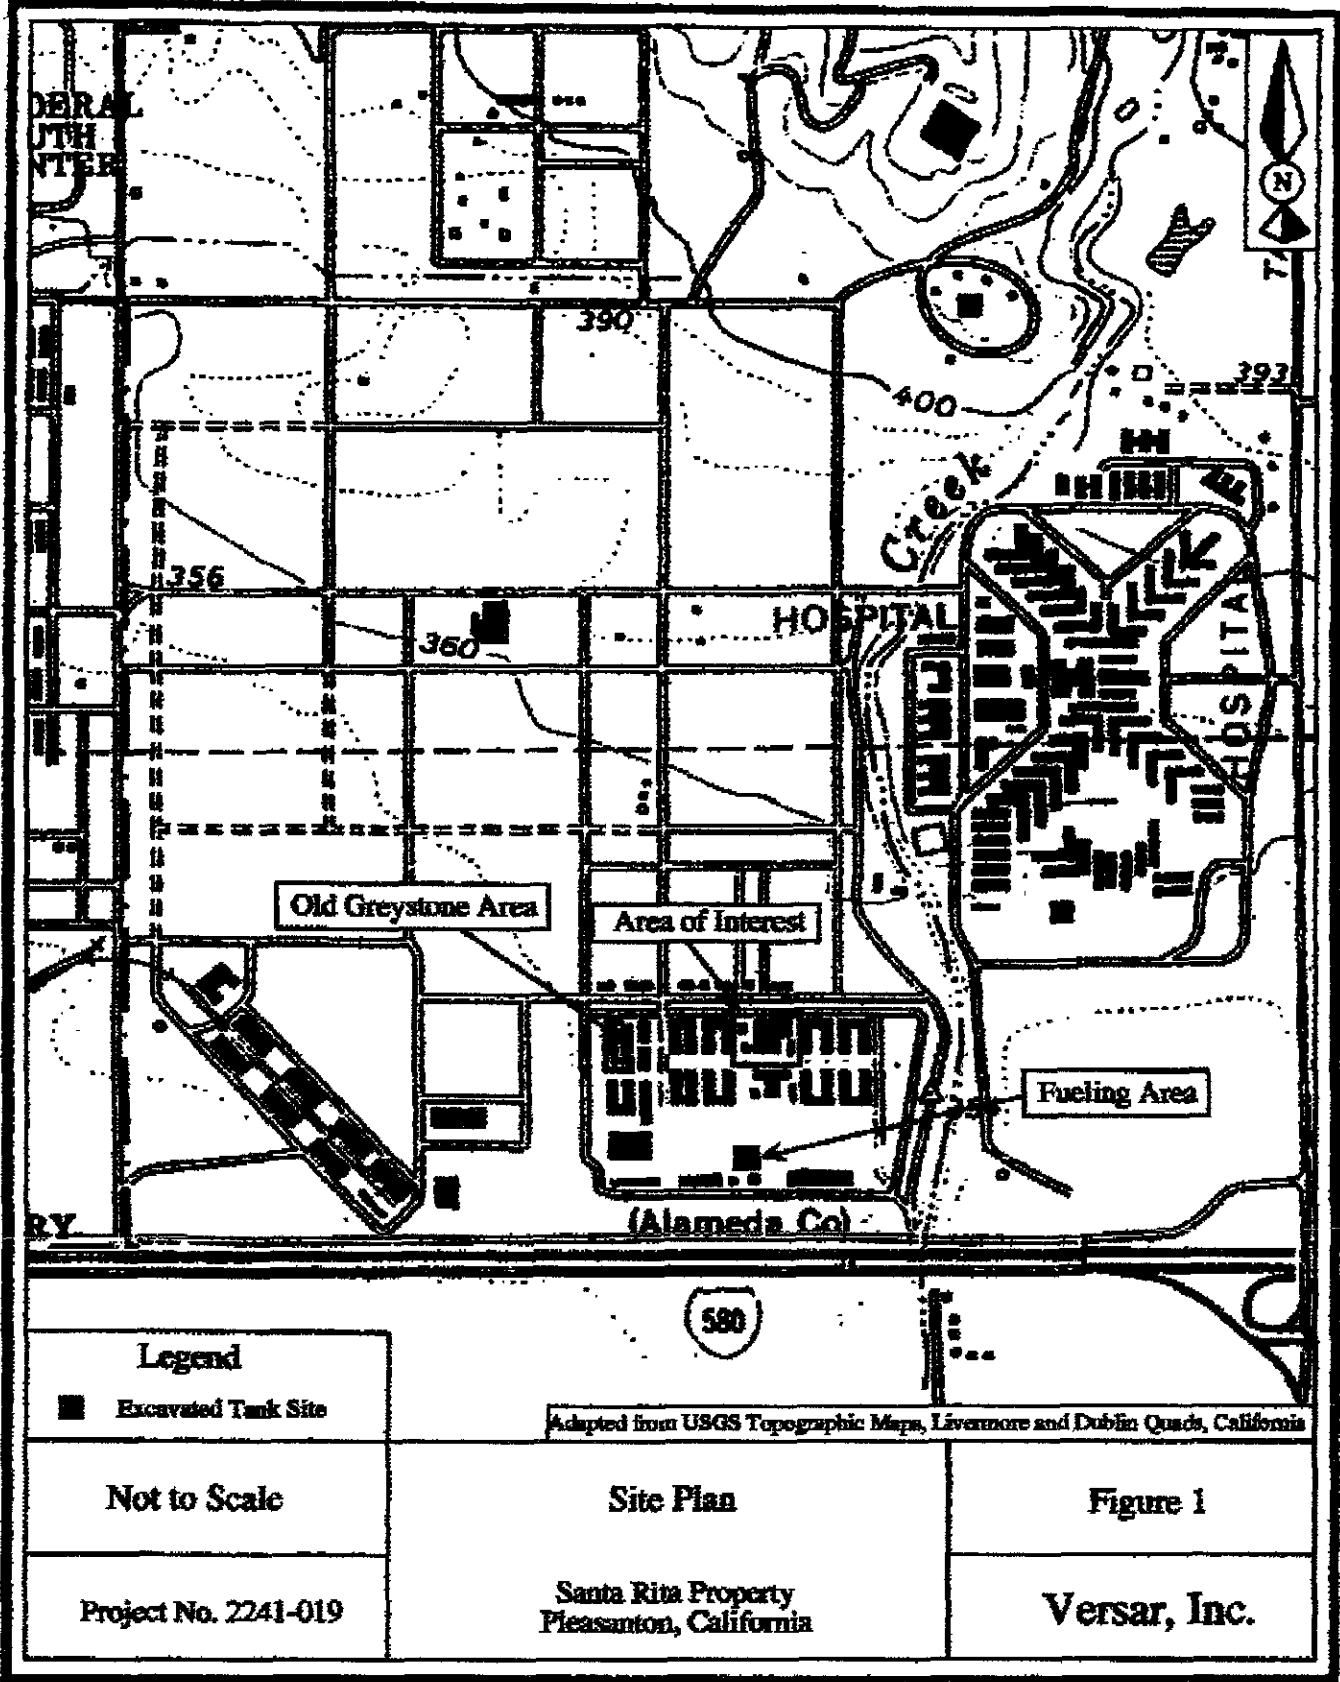 DERAL
UTH
NTER
N
390
400
393
Creek
356
360
HOSPITAL
HOSPITAL
Old Greystone Area
Area of Interest
Fueling Area
RY
(Alameda Co)
580
Legend
Excavated Tank Site
Adapted from USGS Topographic Maps, Livermore and Dublin Quads, California
Not to Scale
Site Plan
Figure 1
Project No. 2241-019
Santa Rita Property
Pleasanton, California
Versar, Inc.